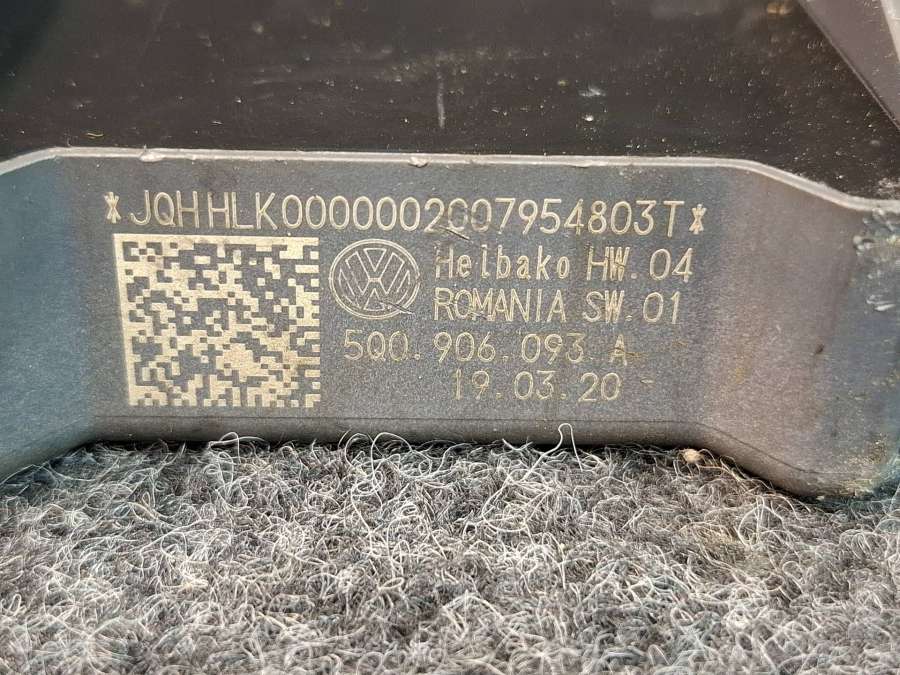 *JQHHLK0000002007954803T*
Helbako HW.04
ROMANIA SW.01
5Q0.906.093 A
19.03.20